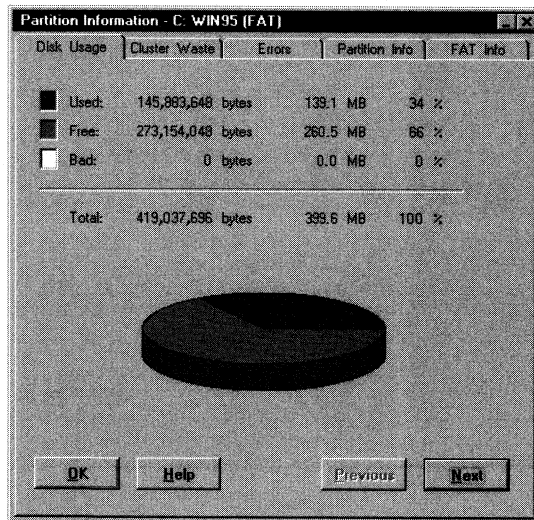 Partition Information - C: WIN95 (FAT)
Disk Usage Cluster Waste Errors Partition Info FAT Info
Used: 145,883,648 bytes 139.1 MB 34 %
Free: 273,154,048 bytes 260.5 MB 66 %
Bad: 0 bytes 0.0 MB 0 %
Total: 419,037,696 bytes 399.6 MB 100 %
OK Help Previous Next